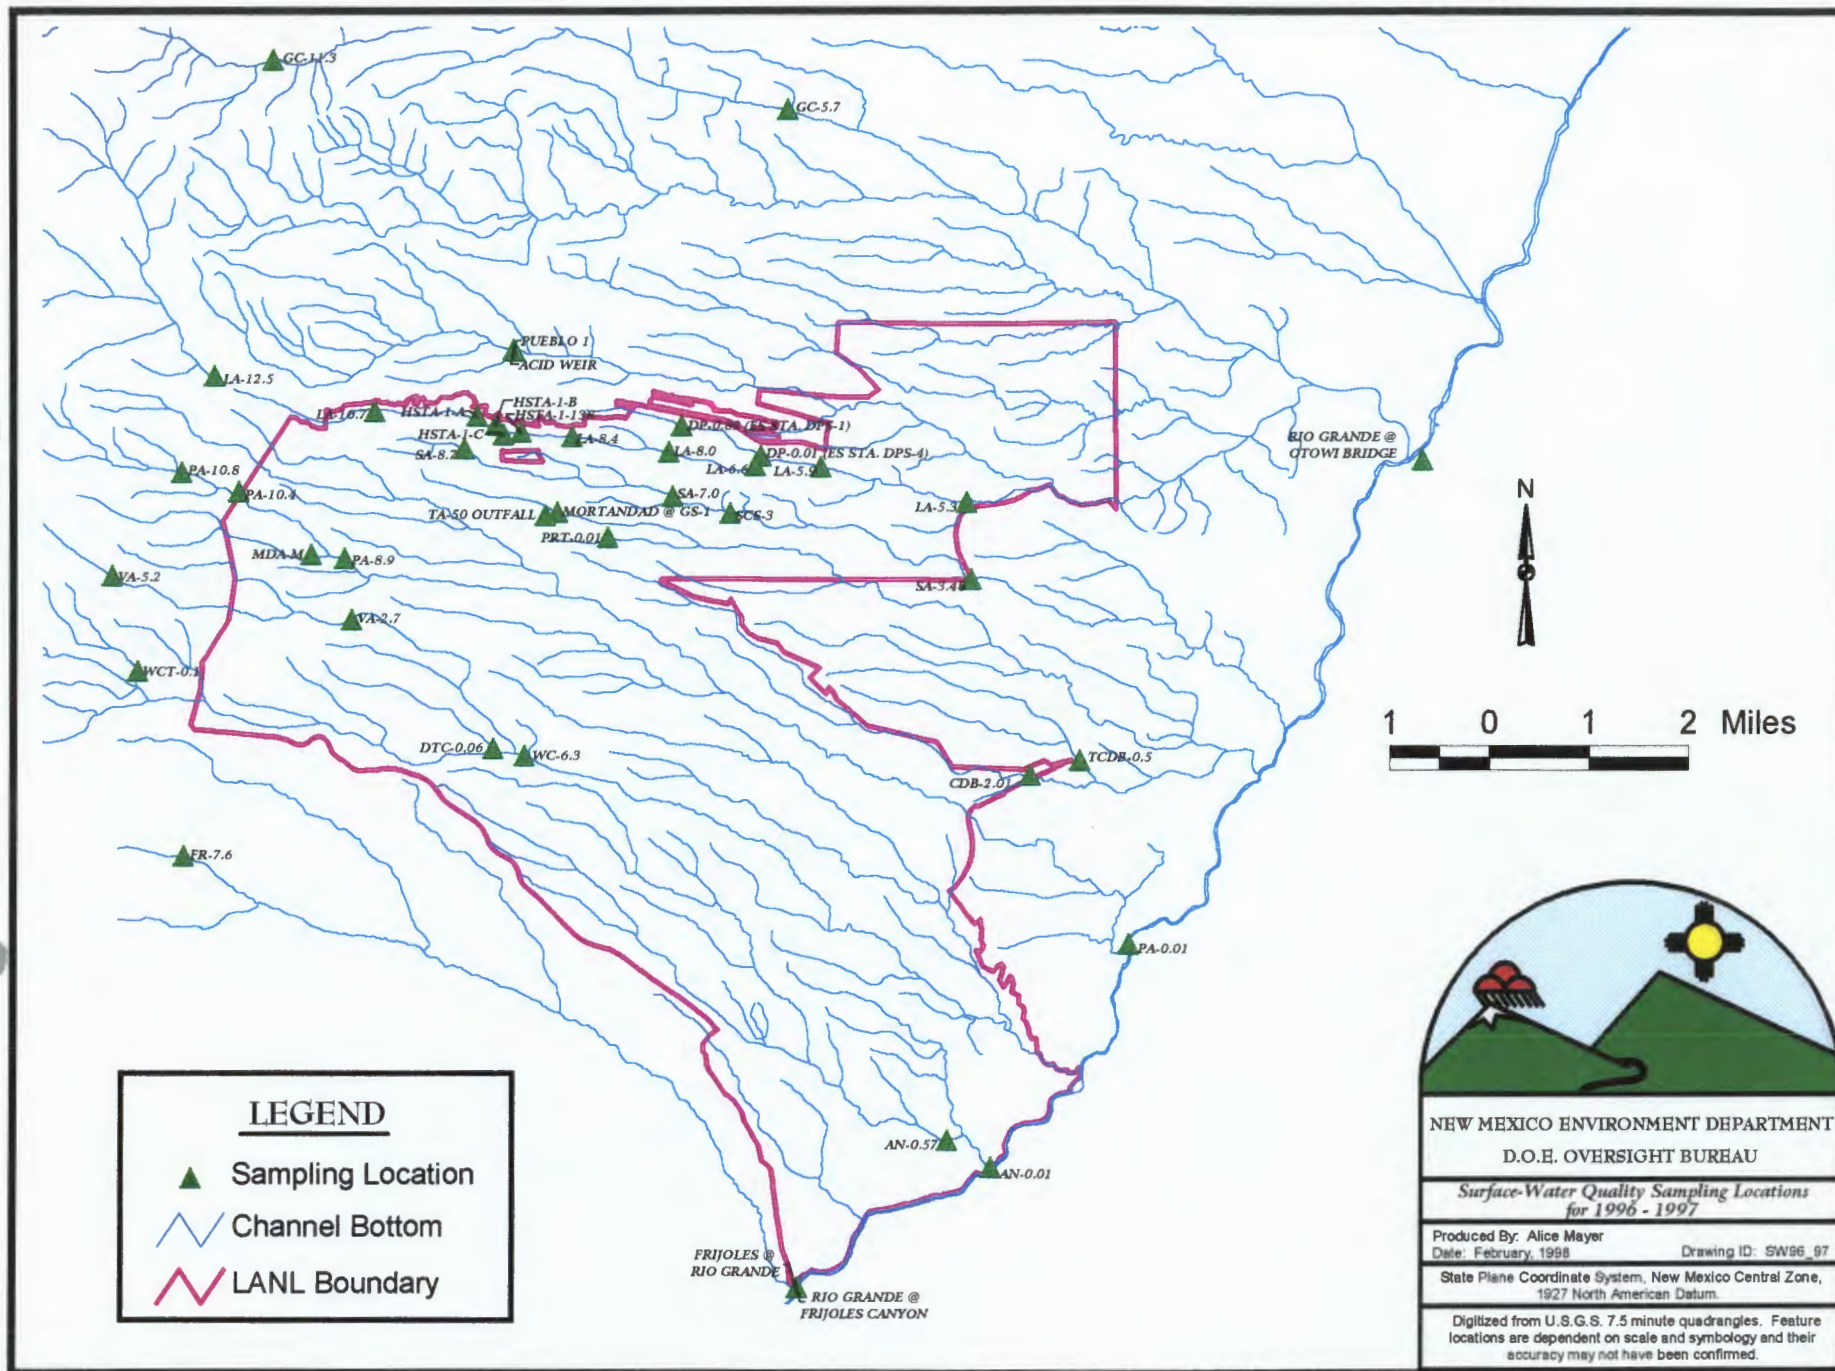 GC-11.3
GC-5.7
PUEBLO 1
ACID WEIR
LA-12.5
HSTA-1-B
LA-10.7
HSTA-1-A
HSTA-1-C
LA-8.4
DP-0.01 (ES STA. DPS-4)
SA-8.7
LA-8.0
LA-6.6
LA-5.9
RIO GRANDE @
OTOWI BRIDGE
PA-10.8
PA-10.4
SA-7.0
TA-50 OUTFALL
MORTANDAD @ GS-1
SCS-3
LA-5.3
PRT-0.01
MDA-M
PA-8.9
VA-5.2
VA-2.7
WCT-0.1
DTC-0.06
WC-6.3
TCDB-0.5
CDB-2.01
FR-7.6
PA-0.01
AN-0.57
AN-0.01
FRIJOLES @
RIO GRANDE
RIO GRANDE @
FRIJOLES CANYON
N
1 0 1 2 Miles
LEGEND
Sampling Location
Channel Bottom
LANL Boundary
NEW MEXICO ENVIRONMENT DEPARTMENT
D.O.E. OVERSIGHT BUREAU
Surface-Water Quality Sampling Locations
for 1996 - 1997
Produced By: Alice Mayer
Date: February, 1998 Drawing ID: SW96_97
State Plane Coordinate System, New Mexico Central Zone,
1927 North American Datum.
Digitized from U.S.G.S. 7.5 minute quadrangles. Feature
locations are dependent on scale and symbology and their
accuracy may not have been confirmed.